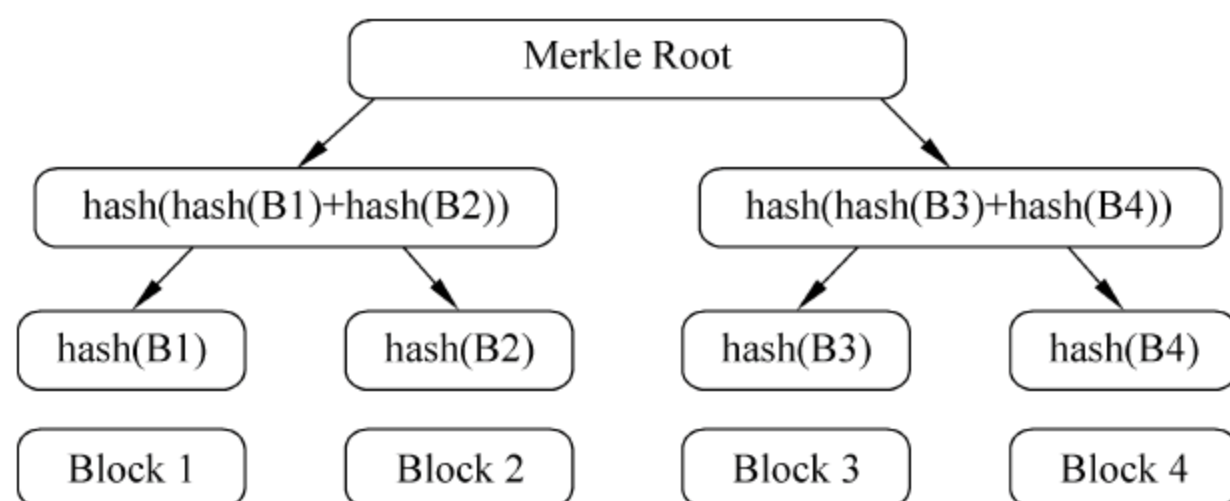 Merkle Root
hash(hash(B1)+hash(B2)) hash(hash(B3)+hash(B4))
hash(B1) hash(B2) hash(B3) hash(B4)
Block 1 Block 2 Block 3 Block 4